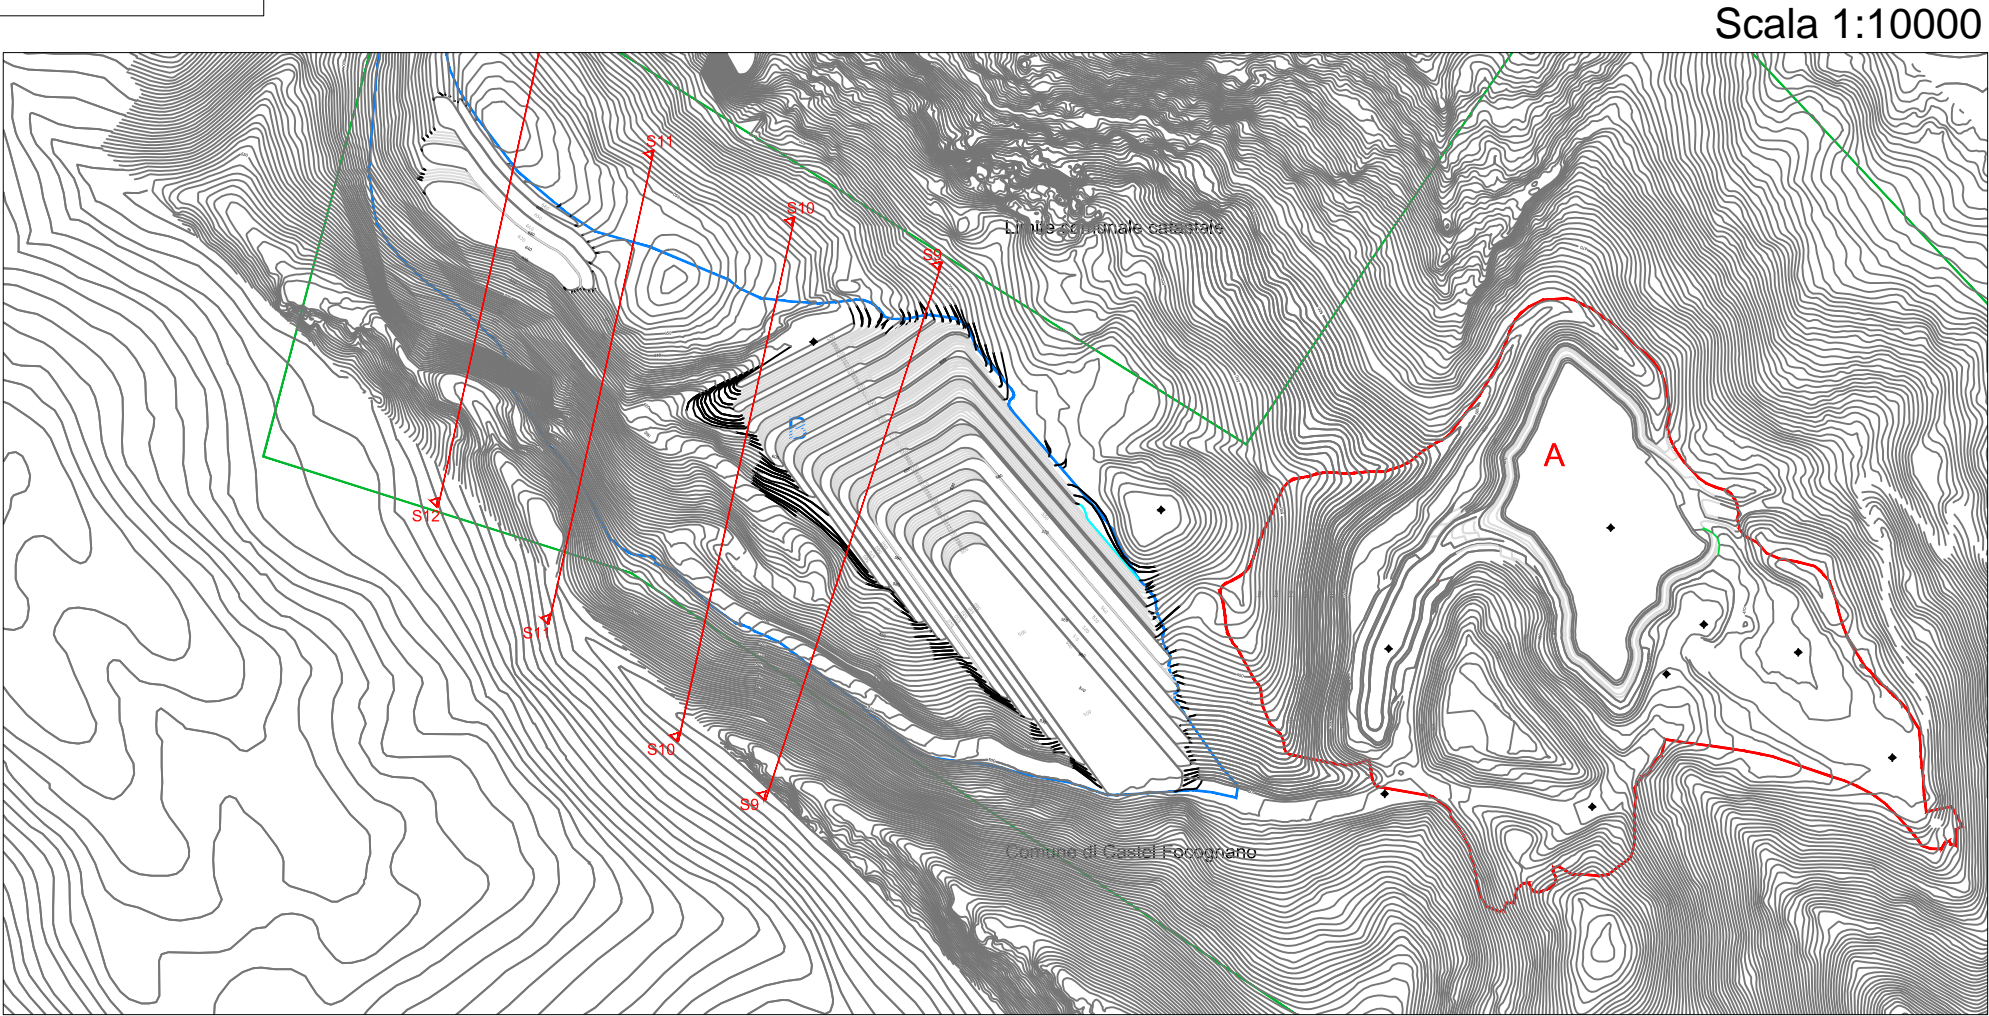 Scala 1:10000
S11
S10
Limite comunale catastale
S9
B
A
S12
S11
S10
S9
Comune di Castel Focognano